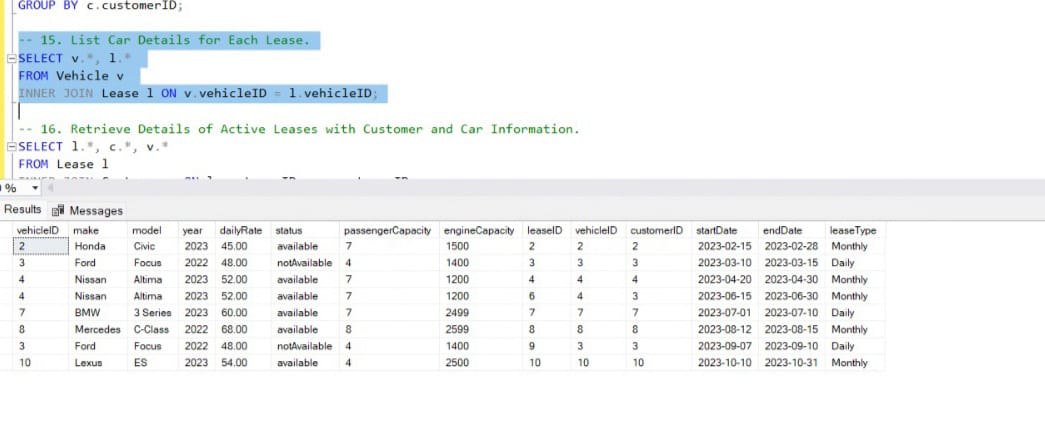 GROUP BY c.customerID;
-- 15. List Car Details for Each Lease.
SELECT v.*, l.*
FROM Vehicle v
INNER JOIN Lease l ON v.vehicleID = l.vehicleID;
-- 16. Retrieve Details of Active Leases with Customer and Car Information.
SELECT l.*, c.*, v.*
FROM Lease l
%
Results Messages
vehicleID make model year dailyRate status passengerCapacity engineCapacity leaseID vehicleID customerID startDate endDate leaseType
2 Honda Civic 2023 45.00 available 7 1500 2 2 2 2023-02-15 2023-02-28 Monthly
3 Ford Focus 2022 48.00 notAvailable 4 1400 3 3 3 2023-03-10 2023-03-15 Daily
4 Nissan Altima 2023 52.00 available 7 1200 4 4 4 2023-04-20 2023-04-30 Monthly
4 Nissan Altima 2023 52.00 available 7 1200 6 4 3 2023-06-15 2023-06-30 Monthly
7 BMW 3 Series 2023 60.00 available 7 2499 7 7 7 2023-07-01 2023-07-10 Daily
8 Mercedes C-Class 2022 68.00 available 8 2599 8 8 8 2023-08-12 2023-08-15 Monthly
3 Ford Focus 2022 48.00 notAvailable 4 1400 9 3 3 2023-09-07 2023-09-10 Daily
10 Lexus ES 2023 54.00 available 4 2500 10 10 10 2023-10-10 2023-10-31 Monthly